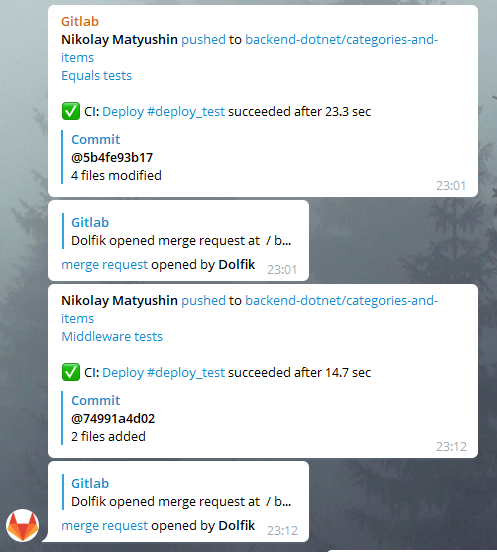 Gitlab
Nikolay Matyushin pushed to backend-dotnet/categories-and-
items
Equals tests
✅ CI: Deploy #deploy_test succeeded after 23.3 sec
Commit
@5b4fe93b17
4 files modified
23:01
Gitlab
Dolfik opened merge request at / b...
merge request opened by Dolfik 23:01
Nikolay Matyushin pushed to backend-dotnet/categories-and-
items
Middleware tests
✅ CI: Deploy #deploy_test succeeded after 14.7 sec
Commit
@74991a4d02
2 files added
23:12
Gitlab
Dolfik opened merge request at / b...
merge request opened by Dolfik 23:12